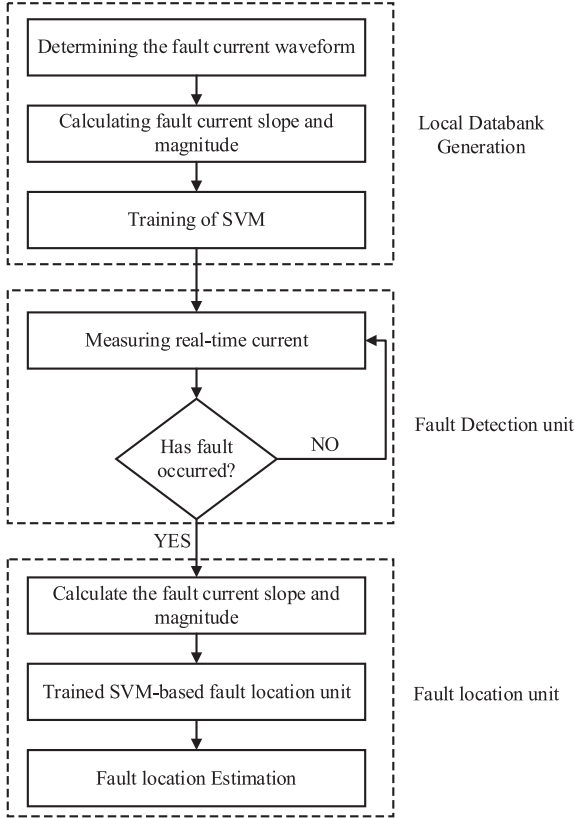 Determining the fault current waveform
Calculating fault current slope and
magnitude
Local Databank
Generation
Training of SVM
Measuring real-time current
Has fault
occurred?
NO
Fault Detection unit
YES
Calculate the fault current slope and
magnitude
Trained SVM-based fault location unit
Fault location unit
Fault location Estimation